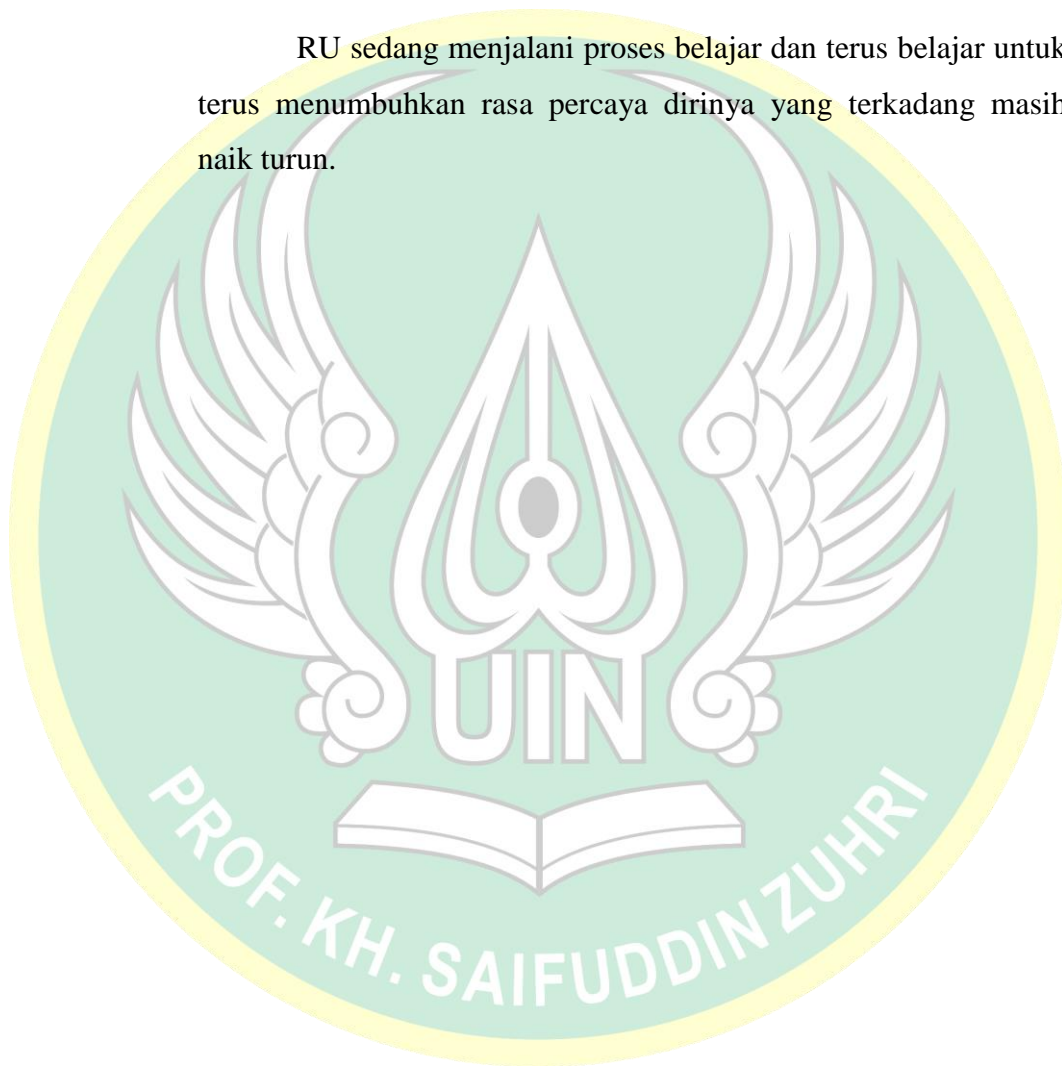 RU sedang menjalani proses belajar dan terus belajar untuk
terus menumbuhkan rasa percaya dirinya yang terkadang masih
naik turun.
UIN
PROF. KH. SAIFUDDIN ZUHRI